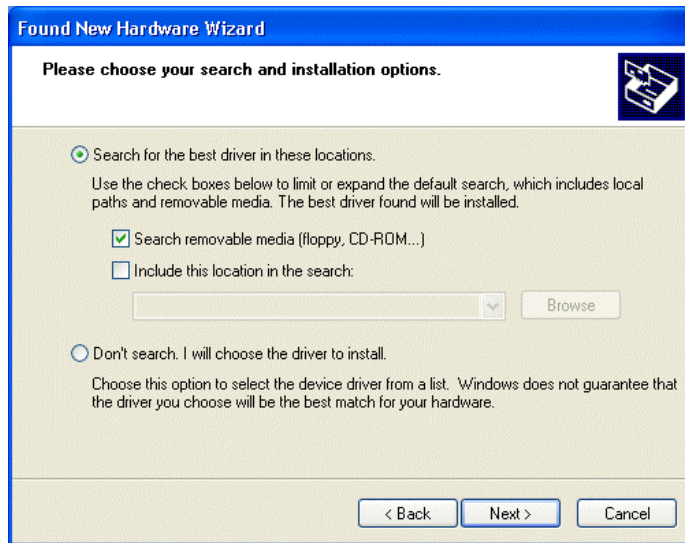 Found New Hardware Wizard
Please choose your search and installation options.
Search for the best driver in these locations.
Use the check boxes below to limit or expand the default search, which includes local
paths and removable media. The best driver found will be installed.
Search removable media (floppy, CD-ROM...)
Include this location in the search:
Browse
Don't search. I will choose the driver to install.
Choose this option to select the device driver from a list. Windows does not guarantee that
the driver you choose will be the best match for your hardware.
< Back Next > Cancel